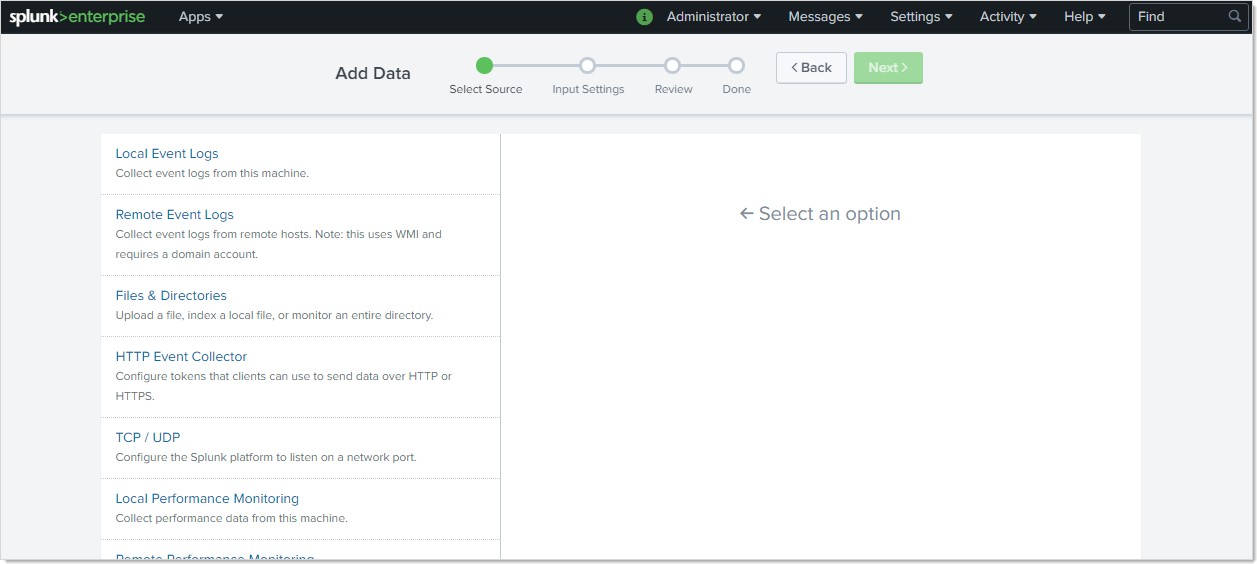 splunk>enterprise Apps Administrator Messages Settings Activity Help Find
Add Data
Select Source Input Settings Review Done
< Back Next >
Local Event Logs
Collect event logs from this machine.
Remote Event Logs
Collect event logs from remote hosts. Note: this uses WMI and
requires a domain account.
Files & Directories
Upload a file, index a local file, or monitor an entire directory.
HTTP Event Collector
Configure tokens that clients can use to send data over HTTP or
HTTPS.
TCP / UDP
Configure the Splunk platform to listen on a network port.
Local Performance Monitoring
Collect performance data from this machine.
Remote Performance Monitoring
← Select an option